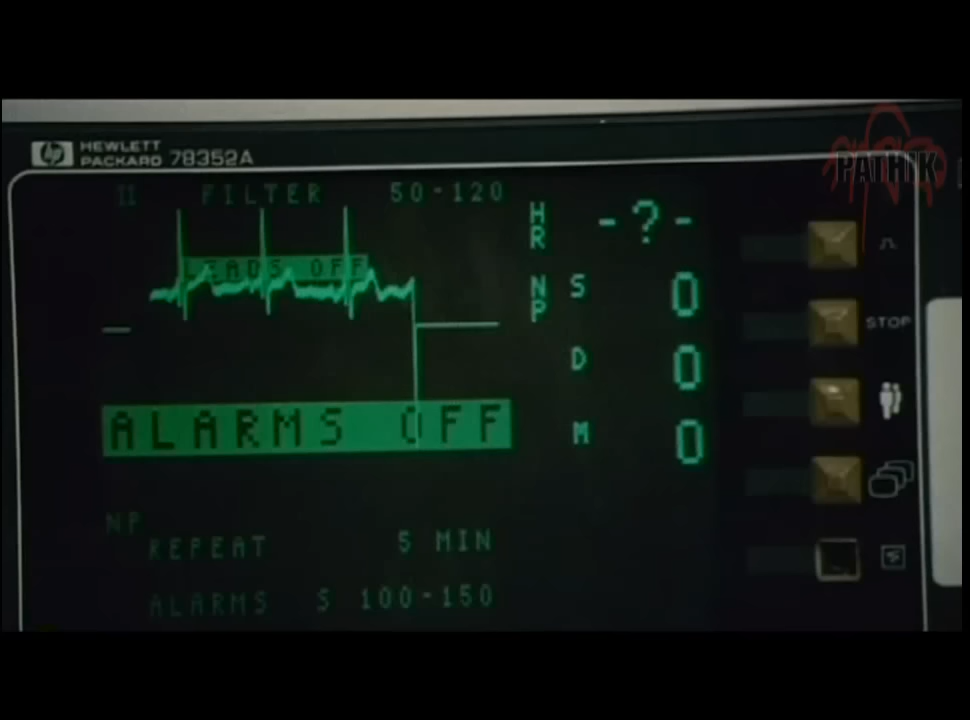 hp HEWLETT
PACKARD 78352A
PATHIK
II FILTER 50-120
HR -?-
LEADS OFF
NP S 0
STOP
D 0
ALARMS OFF
M 0
NP
REPEAT 5 MIN
ALARMS S 100-150